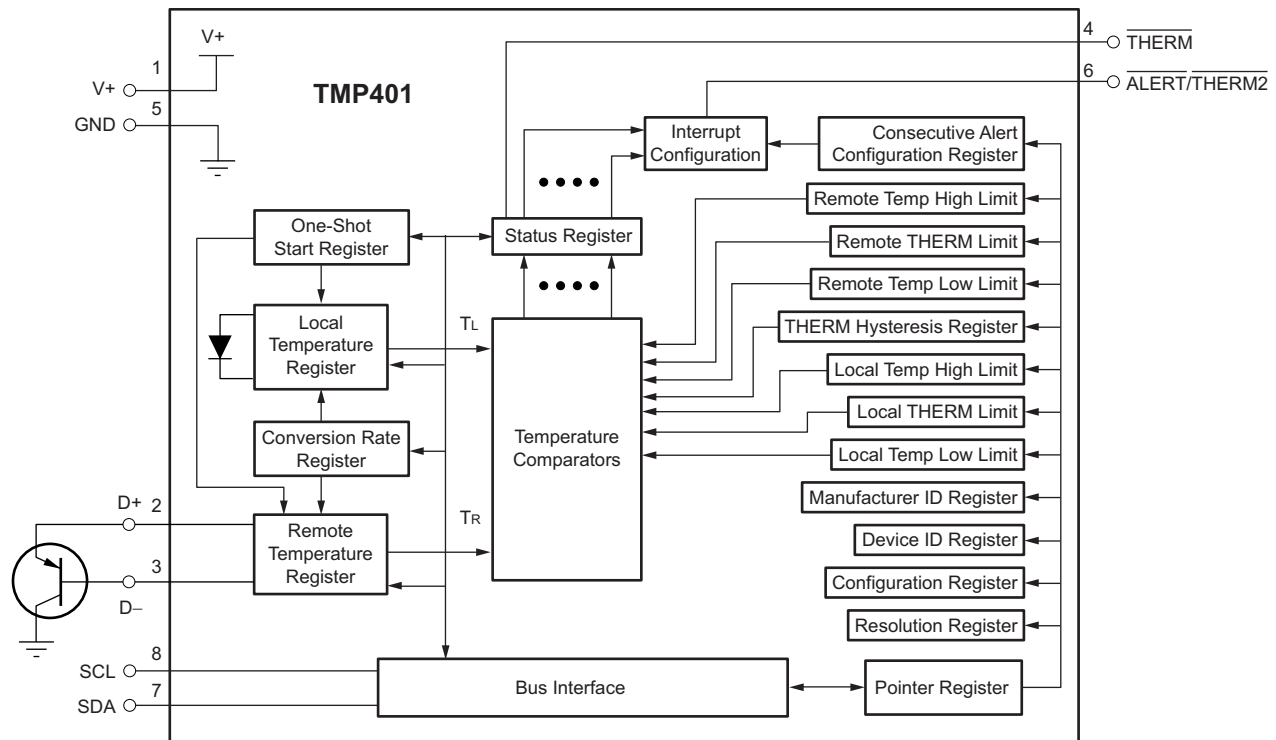 V+
TMP401
1
V+
5
GND
4
THERM
6
ALERT/THERM2
Interrupt
Configuration
Consecutive Alert
Configuration Register
Remote Temp High Limit
One-Shot
Start Register
Status Register
Remote THERM Limit
Remote Temp Low Limit
Local
Temperature
Register
TL
THERM Hysteresis Register
Local Temp High Limit
Local THERM Limit
Conversion Rate
Register
Temperature
Comparators
Local Temp Low Limit
Manufacturer ID Register
D+
2
Remote
Temperature
Register
TR
Device ID Register
3
D–
Configuration Register
Resolution Register
8
SCL
7
SDA
Bus Interface
Pointer Register